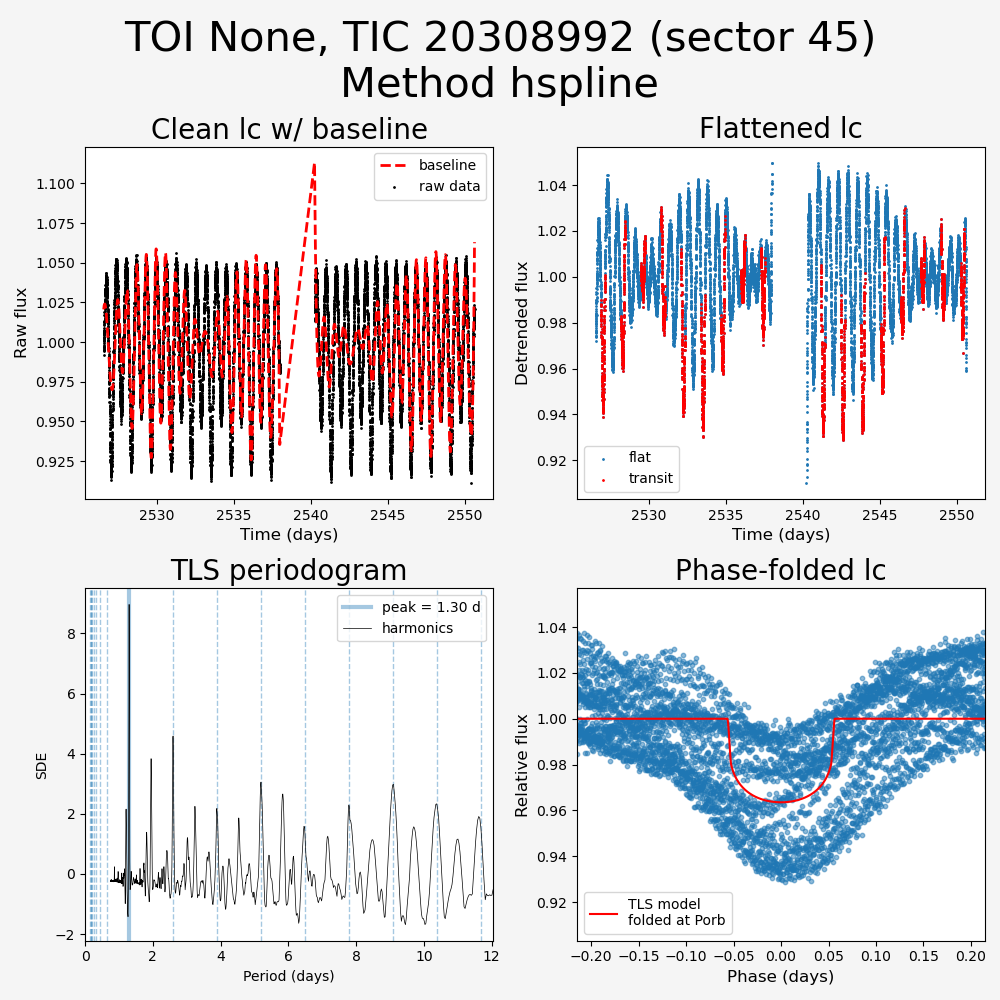 TOI None, TIC 20308992 (sector 45)
Method hspline
Clean lc w/ baseline
baseline
raw data
1.100
1.075
1.050
1.025
1.000
0.975
0.950
0.925
Raw flux
2530
2535
2540
2545
2550
Time (days)
Flattened lc
1.04
1.02
1.00
0.98
0.96
0.94
0.92
Detrended flux
flat
transit
2530
2535
2540
2545
2550
Time (days)
TLS periodogram
peak = 1.30 d
harmonics
8
6
4
2
0
−2
SDE
0
2
4
6
8
10
12
Period (days)
Phase-folded lc
1.04
1.02
1.00
0.98
0.96
0.94
0.92
Relative flux
TLS model
folded at Porb
−0.20
−0.15
−0.10
−0.05
0.00
0.05
0.10
0.15
0.20
Phase (days)